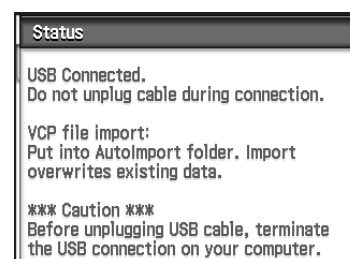 Status
USB Connected.
Do not unplug cable during connection.
VCP file import:
Put into AutoImport folder. Import
overwrites existing data.
*** Caution ***
Before unplugging USB cable, terminate
the USB connection on your computer.